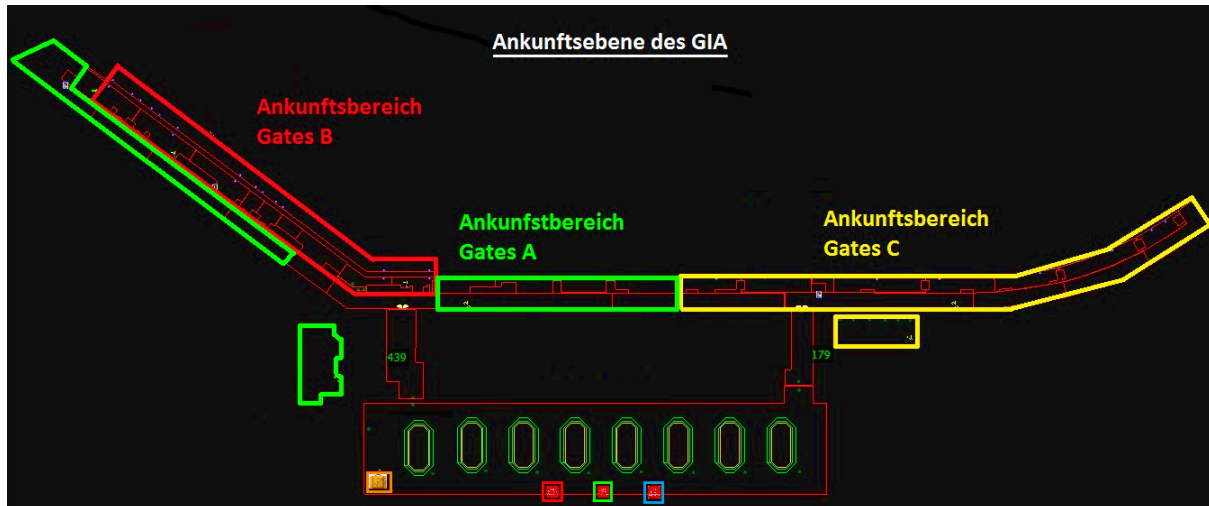 Ankunftsebene des GIA
Ankunftsbereich
Gates B
Ankunfstbereich
Gates A
Ankunftsbereich
Gates C
439
179